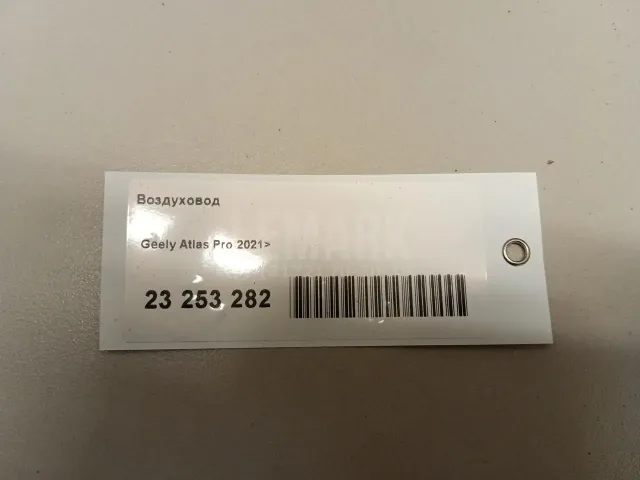 Воздуховод
Geely Atlas Pro 2021>
23 253 282